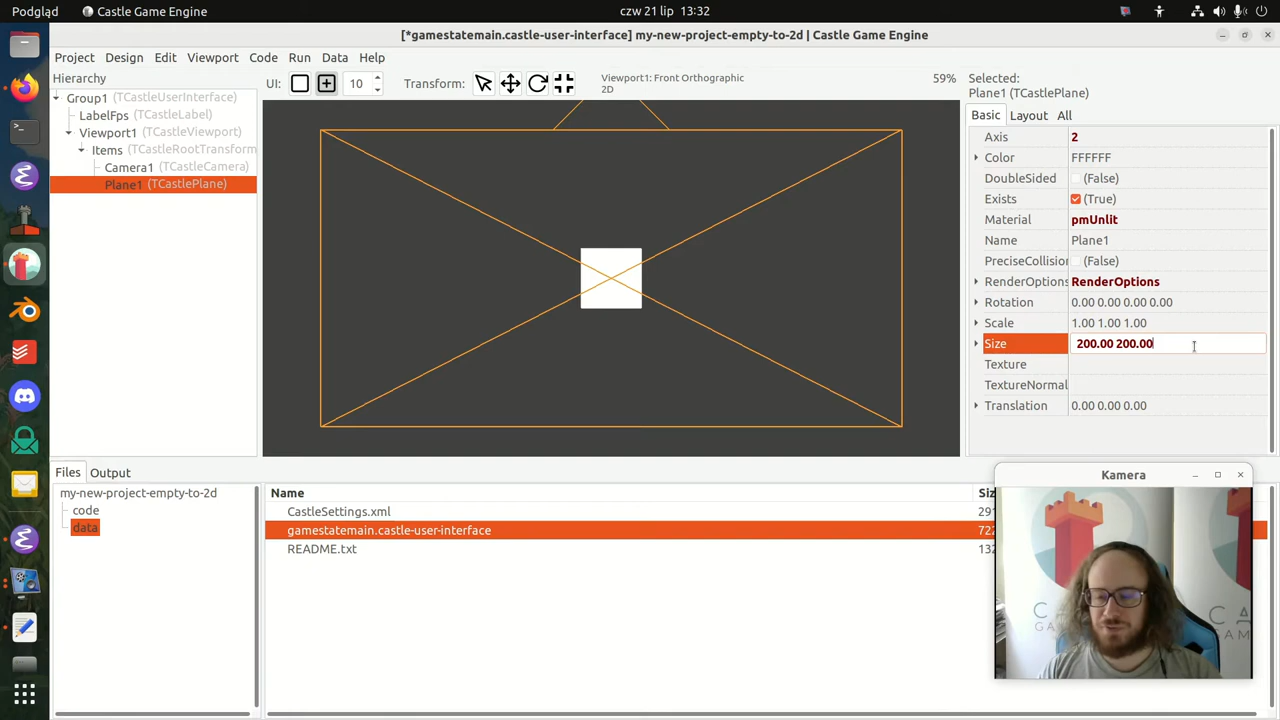 Podgląd
Castle Game Engine
czw 21 lip 13:32
[*gamestatemain.castle-user-interface] my-new-project-empty-to-2d | Castle Game Engine
Project Design Edit Viewport Code Run Data Help
Hierarchy
Group1 (TCastleUserInterface)
LabelFps (TCastleLabel)
Viewport1 (TCastleViewport)
Items (TCastleRootTransform
Camera1 (TCastleCamera)
Plane1 (TCastlePlane)
UI: 10 Transform:
Viewport1: Front Orthographic
2D
59%
Selected:
Plane1 (TCastlePlane)
Basic Layout All
Axis 2
Color FFFFFF
DoubleSided (False)
Exists (True)
Material pmUnlit
Name Plane1
PreciseCollision (False)
RenderOptions RenderOptions
Rotation 0.00 0.00 0.00 0.00
Scale 1.00 1.00 1.00
Size 200.00 200.00
Texture
TextureNormal
Translation 0.00 0.00 0.00
Files Output
my-new-project-empty-to-2d
code
data
Name Siz
CastleSettings.xml 291
gamestatemain.castle-user-interface 722
README.txt 132
Kamera